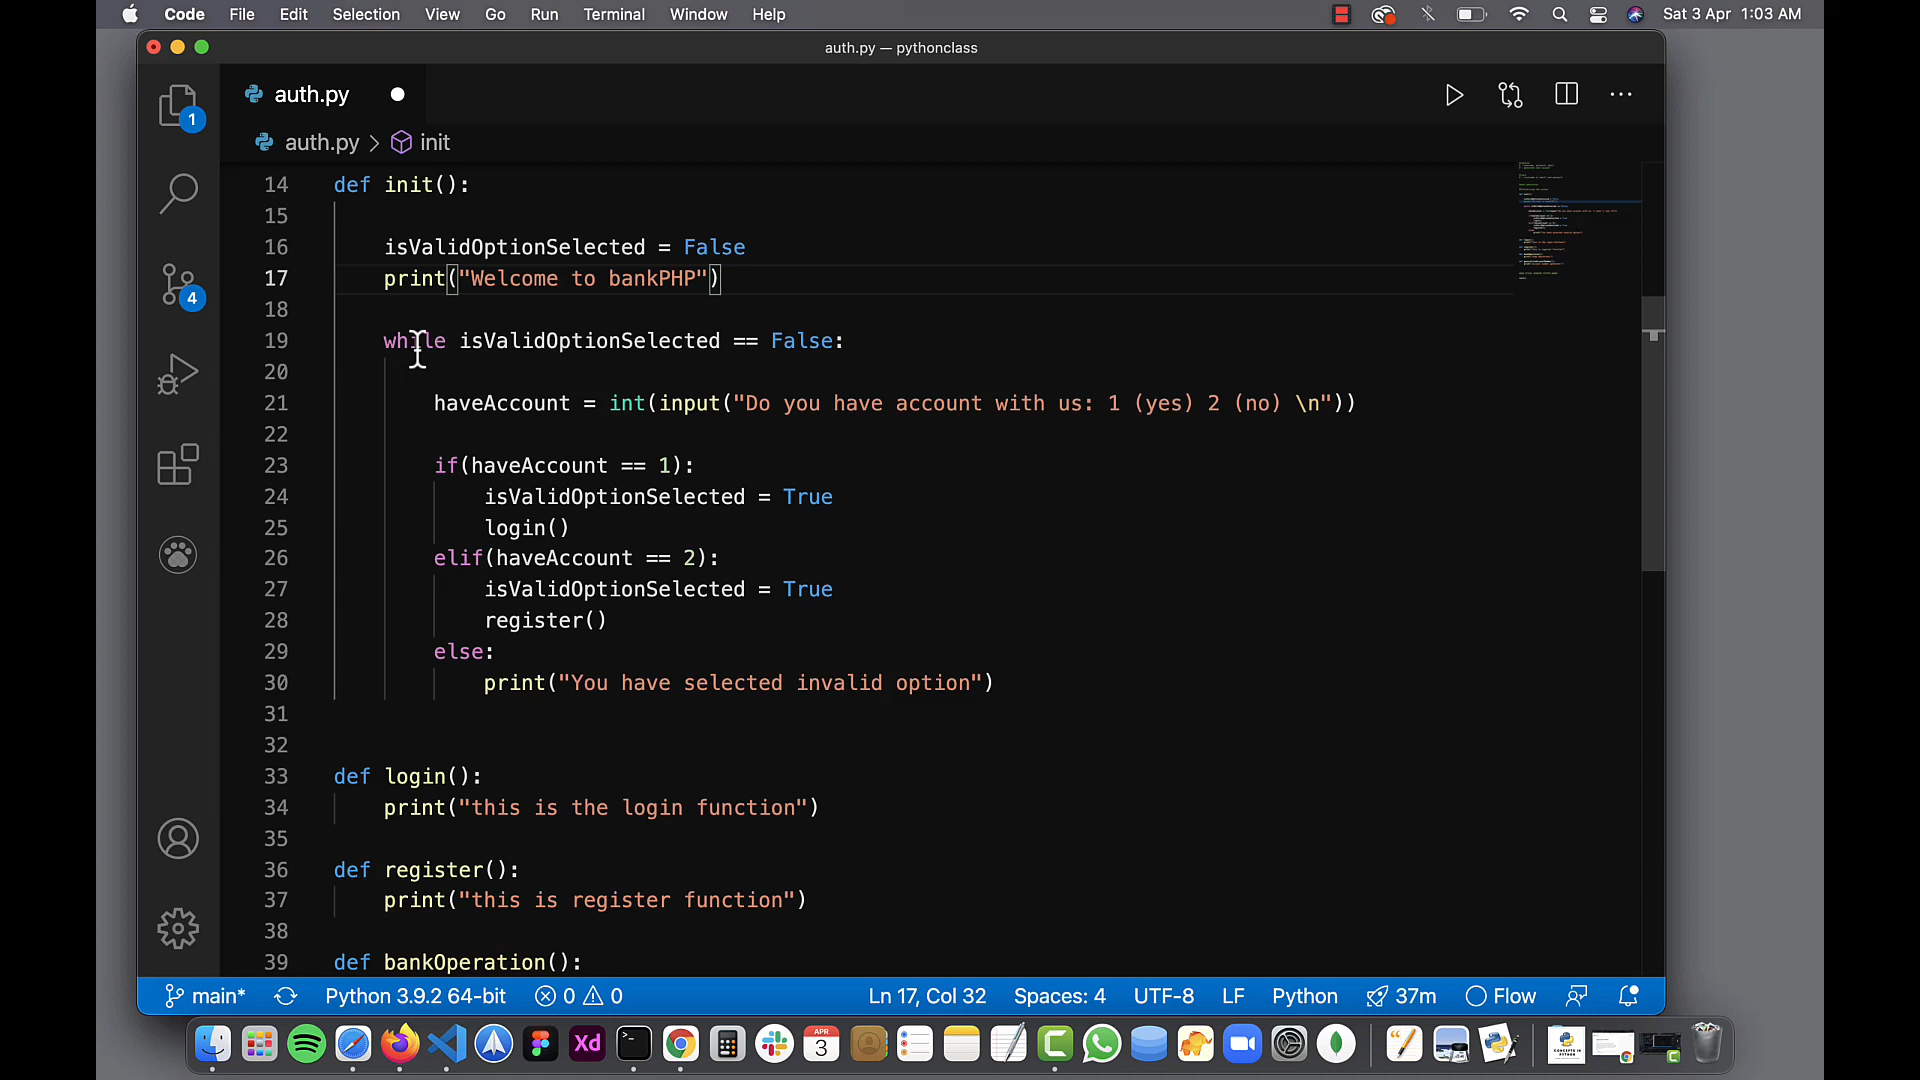 Code File Edit Selection View Go Run Terminal Window Help Sat 3 Apr 1:03 AM
auth.py — pythonclass
auth.py
auth.py > init
1
4
14 def init():
15
16 isValidOptionSelected = False
17 print("Welcome to bankPHP")
18
19 while isValidOptionSelected == False:
20
21 haveAccount = int(input("Do you have account with us: 1 (yes) 2 (no) \n"))
22
23 if(haveAccount == 1):
24 isValidOptionSelected = True
25 login()
26 elif(haveAccount == 2):
27 isValidOptionSelected = True
28 register()
29 else:
30 print("You have selected invalid option")
31
32
33 def login():
34 print("this is the login function")
35
36 def register():
37 print("this is register function")
38
39 def bankOperation():
main* Python 3.9.2 64-bit 0 0 Ln 17, Col 32 Spaces: 4 UTF-8 LF Python 37m Flow
Xd
APR
3